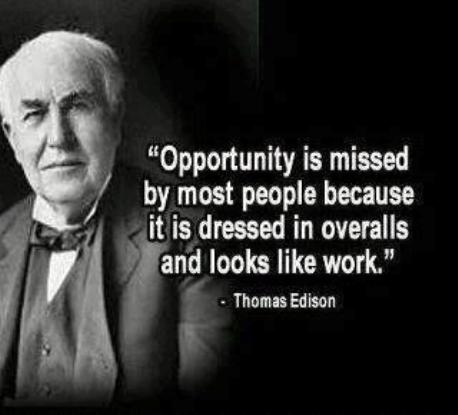 “Opportunity is missed
by most people because
it is dressed in overalls
and looks like work.”
- Thomas Edison